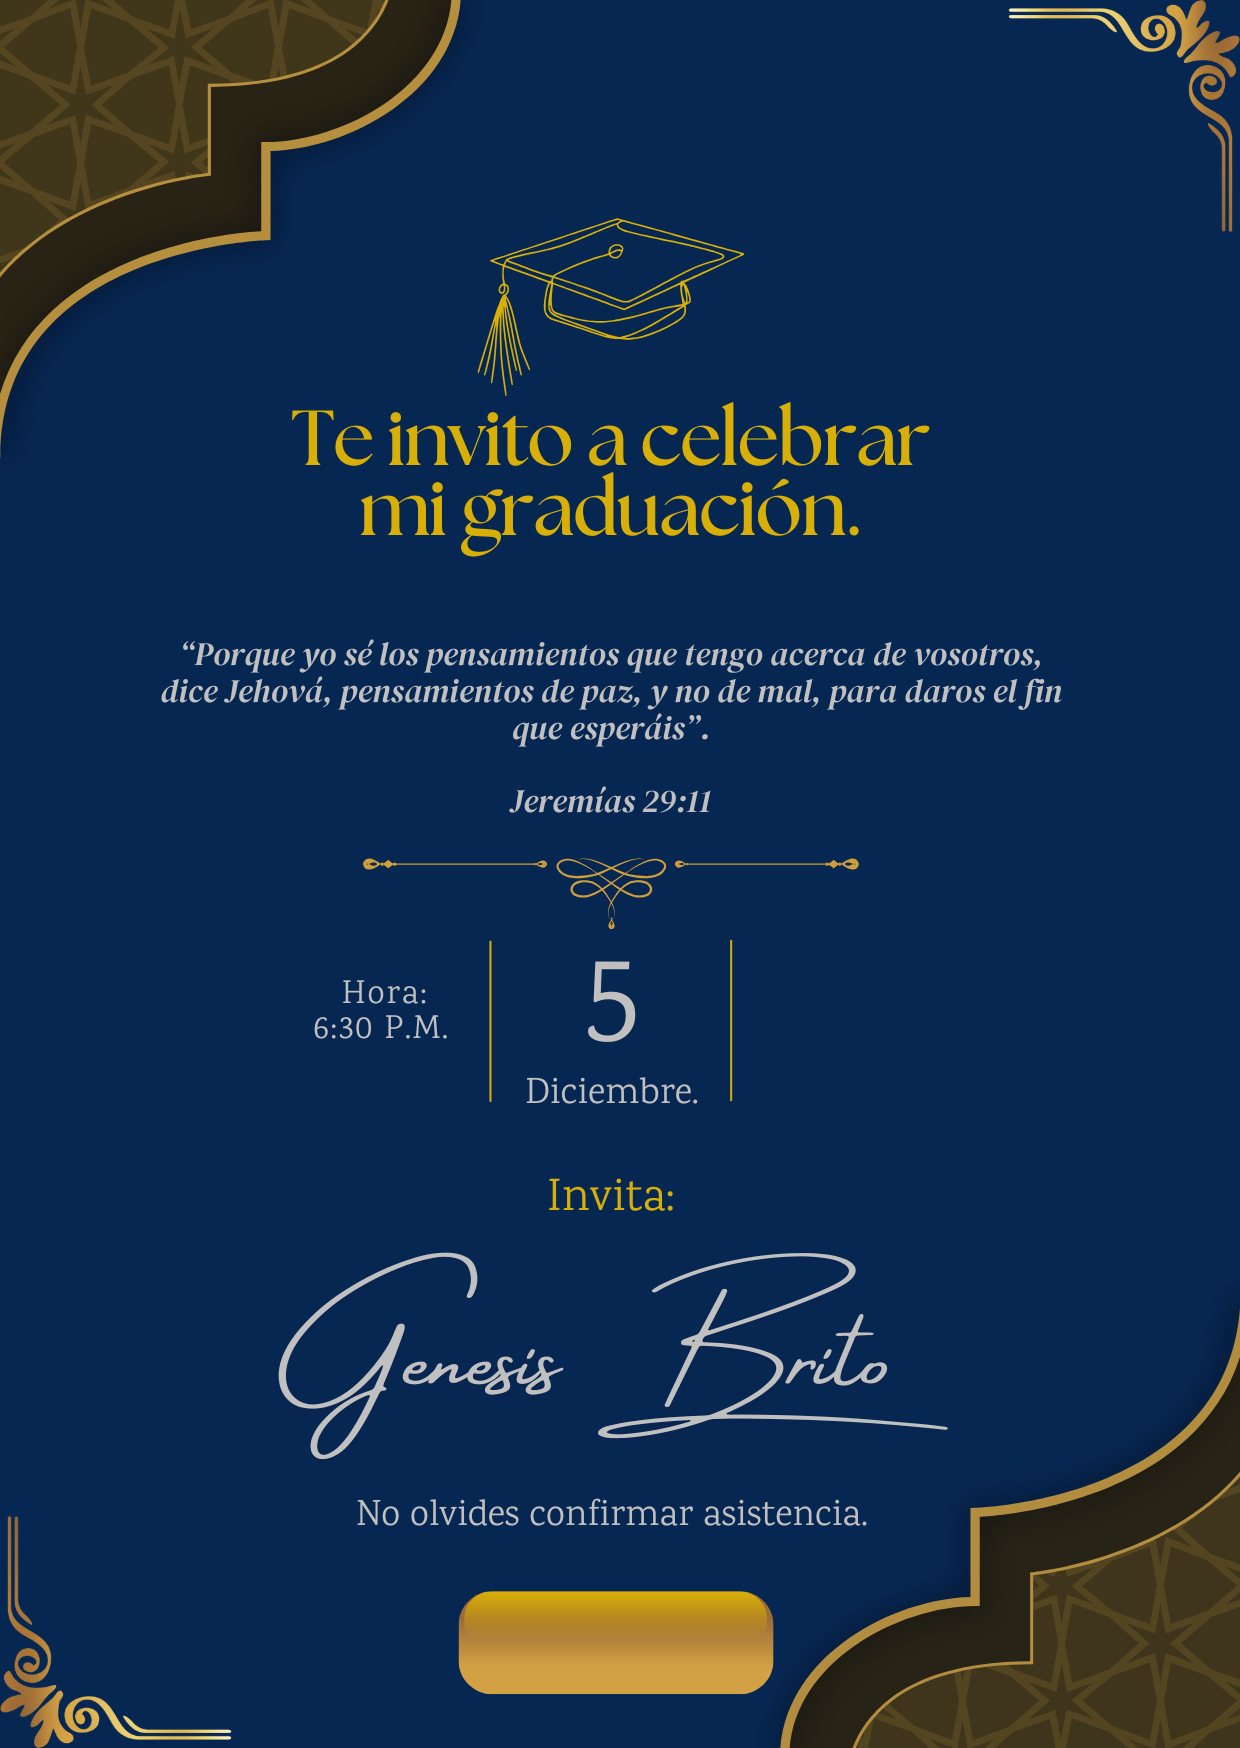 Te invito a celebrar
mi graduación.
“Porque yo sé los pensamientos que tengo acerca de vosotros,
dice Jehová, pensamientos de paz, y no de mal, para daros el fin
que esperáis”.
Jeremías 29:11
Hora:
6:30 P.M.
5
Diciembre.
Invita:
Genesis Brito
No olvides confirmar asistencia.